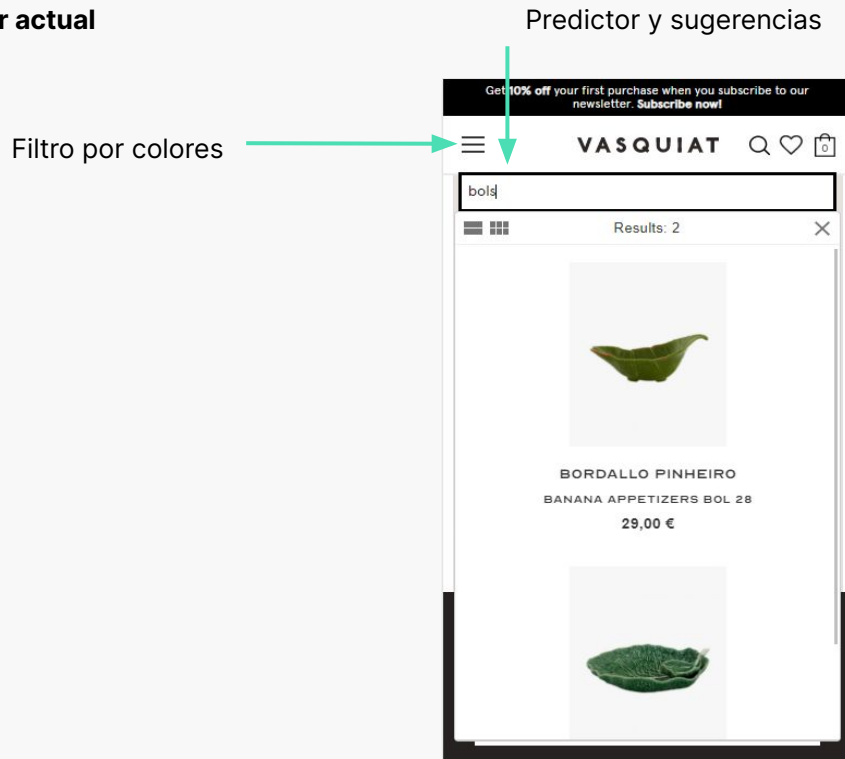 r actual
Predictor y sugerencias
Get 10% off your first purchase when you subscribe to our
newsletter. Subscribe now!
Filtro por colores
VASQUIAT
0
bols
Results: 2
BORDALLO PINHEIRO
BANANA APPETIZERS BOL 28
29,00 €